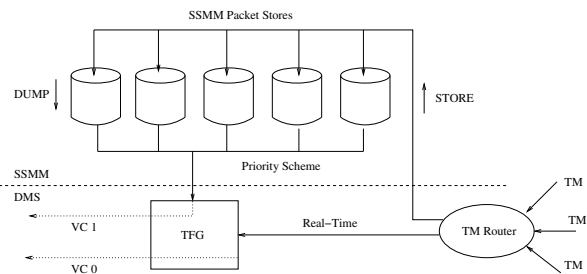 SSMM Packet Stores
DUMP
STORE
Priority Scheme
SSMM
DMS
TM
VC 1
TFG
Real-Time
TM Router
TM
VC 0
TM